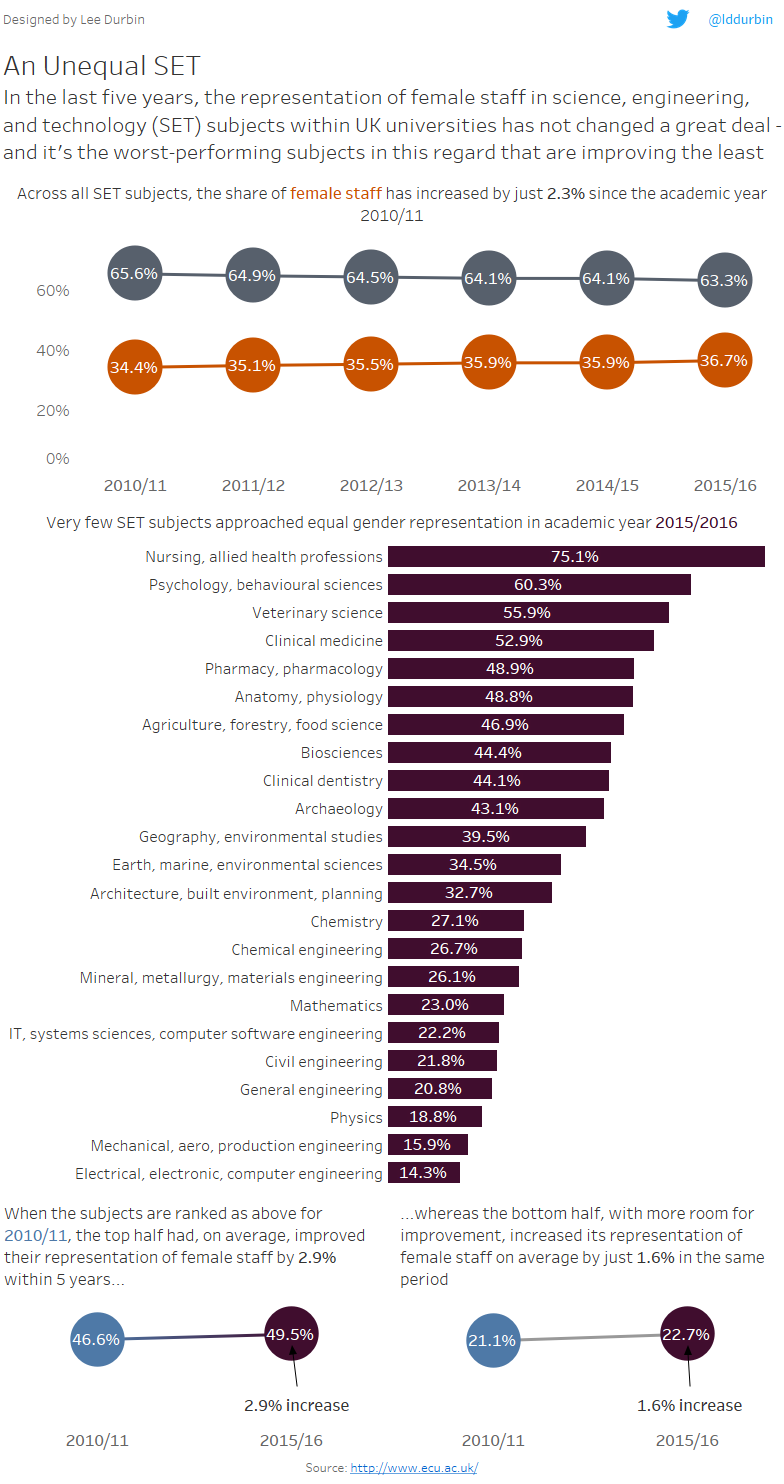 Designed by Lee Durbin
@lddurbin
An Unequal SET
In the last five years, the representation of female staff in science, engineering,
and technology (SET) subjects within UK universities has not changed a great deal -
and it's the worst-performing subjects in this regard that are improving the least
Across all SET subjects, the share of female staff has increased by just 2.3% since the academic year
2010/11
65.6% 64.9% 64.5% 64.1% 64.1% 63.3%
60%
40%
34.4% 35.1% 35.5% 35.9% 35.9% 36.7%
20%
0%
2010/11 2011/12 2012/13 2013/14 2014/15 2015/16
Very few SET subjects approached equal gender representation in academic year 2015/2016
Nursing, allied health professions 75.1%
Psychology, behavioural sciences 60.3%
Veterinary science 55.9%
Clinical medicine 52.9%
Pharmacy, pharmacology 48.9%
Anatomy, physiology 48.8%
Agriculture, forestry, food science 46.9%
Biosciences 44.4%
Clinical dentistry 44.1%
Archaeology 43.1%
Geography, environmental studies 39.5%
Earth, marine, environmental sciences 34.5%
Architecture, built environment, planning 32.7%
Chemistry 27.1%
Chemical engineering 26.7%
Mineral, metallurgy, materials engineering 26.1%
Mathematics 23.0%
IT, systems sciences, computer software engineering 22.2%
Civil engineering 21.8%
General engineering 20.8%
Physics 18.8%
Mechanical, aero, production engineering 15.9%
Electrical, electronic, computer engineering 14.3%
When the subjects are ranked as above for
2010/11, the top half had, on average, improved
their representation of female staff by 2.9%
within 5 years...
46.6% 49.5%
2.9% increase
2010/11 2015/16
...whereas the bottom half, with more room for
improvement, increased its representation of
female staff on average by just 1.6% in the same
period
21.1% 22.7%
1.6% increase
2010/11 2015/16
Source: http://www.ecu.ac.uk/